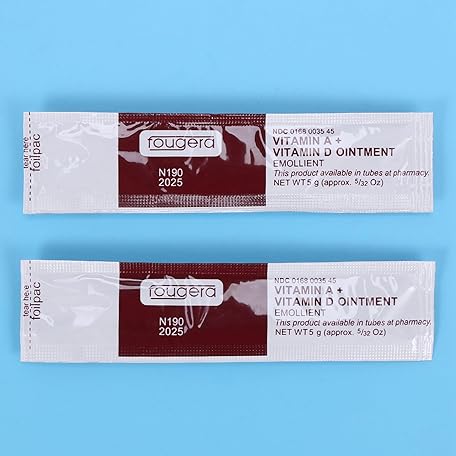 tear here
foilpac
fougera
N190
2025
NDC 0168 0035 45
VITAMIN A +
VITAMIN D OINTMENT
EMOLLIENT
This product available in tubes at pharmacy.
NET WT 5 g (approx. 5/32 Oz)
tear here
foilpac
fougera
N190
2025
NDC 0168 0035 45
VITAMIN A +
VITAMIN D OINTMENT
EMOLLIENT
This product available in tubes at pharmacy.
NET WT 5 g (approx. 5/32 Oz)